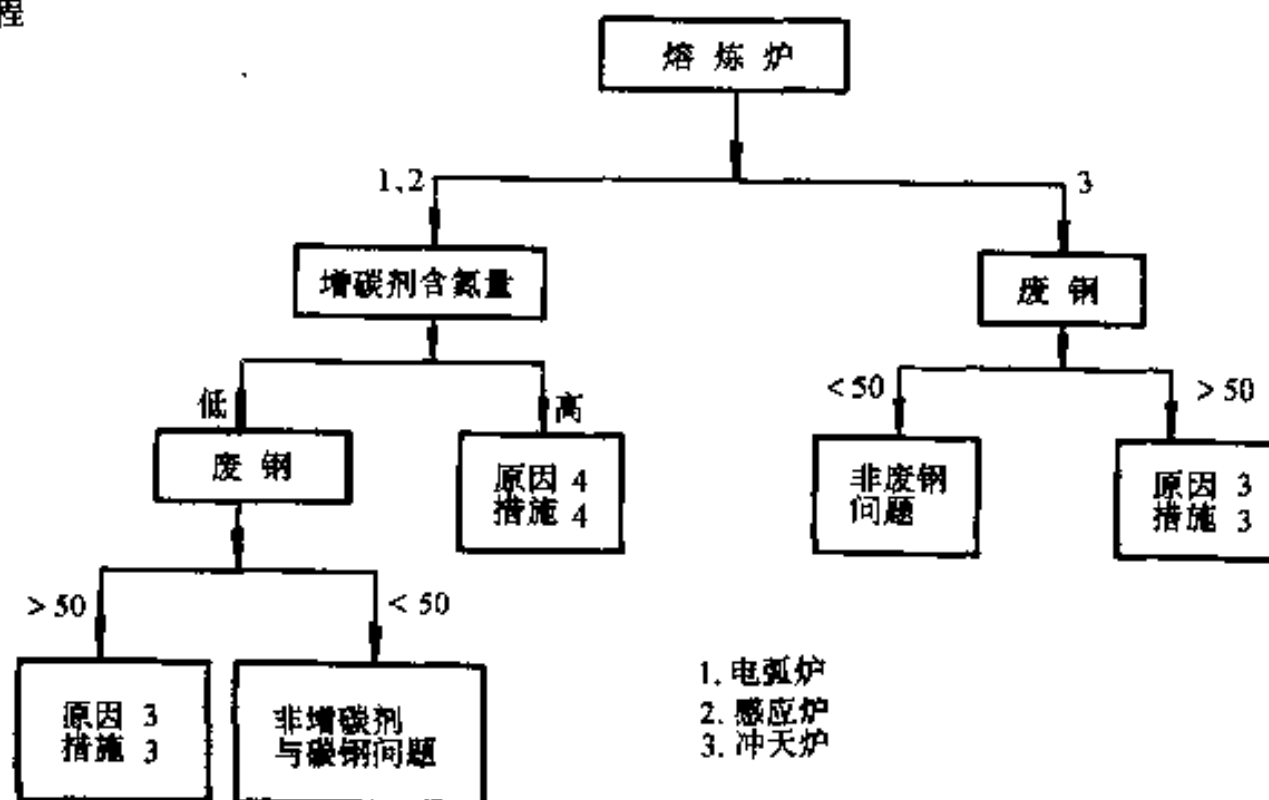 程
熔炼炉
1、2
3
增碳剂含氮量
废钢
低
高
<50
>50
废钢
原因 4
措施 4
非废钢
问题
原因 3
措施 3
>50
<50
原因 3
措施 3
非增碳剂
与碳钢问题
1. 电弧炉
2. 感应炉
3. 冲天炉